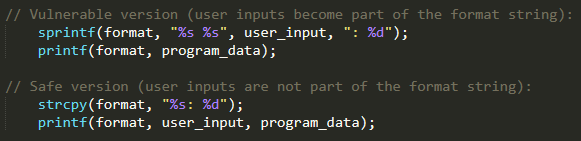 // Vulnerable version (user inputs become part of the format string):
sprintf(format, "%s %s", user_input, ": %d");
printf(format, program_data);
// Safe version (user inputs are not part of the format string):
strcpy(format, "%s: %d");
printf(format, user_input, program_data);